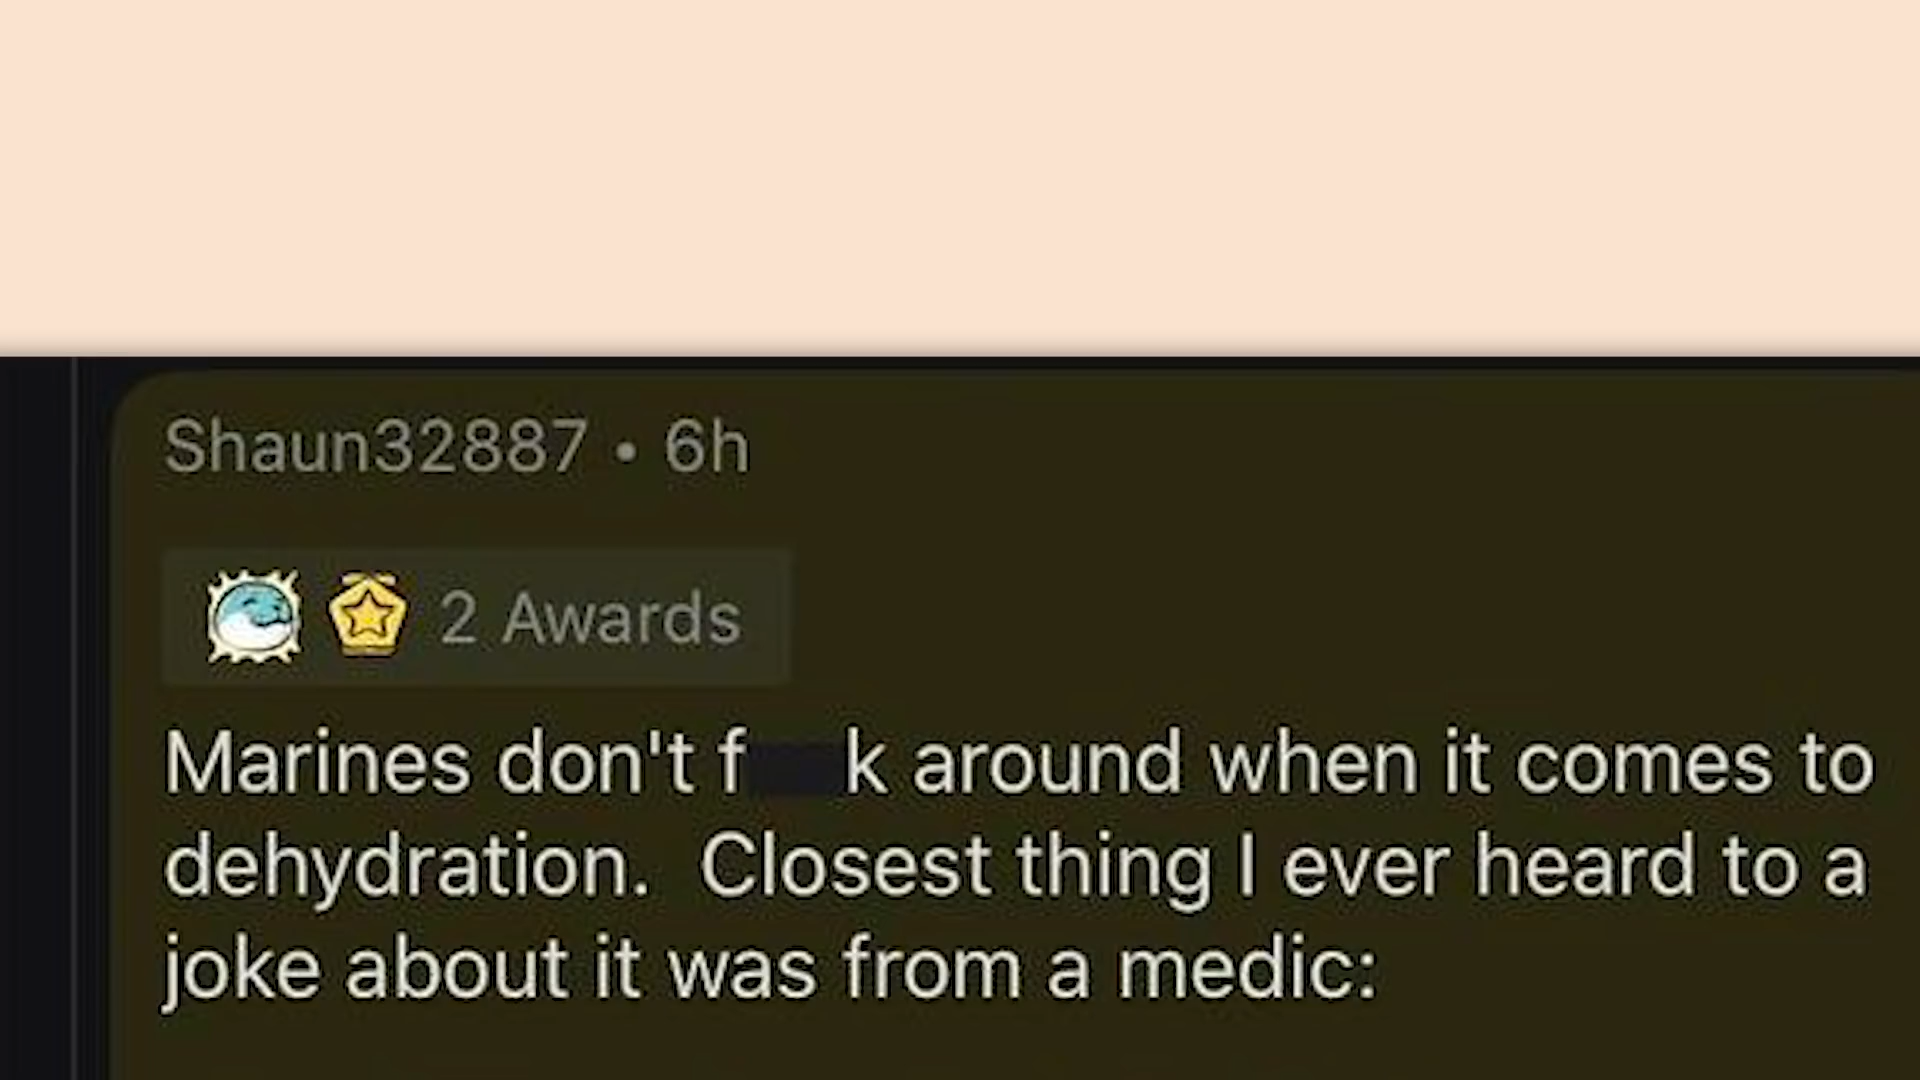 Shaun32887 • 6h
2 Awards
Marines don't f k around when it comes to
dehydration.  Closest thing I ever heard to a
joke about it was from a medic: